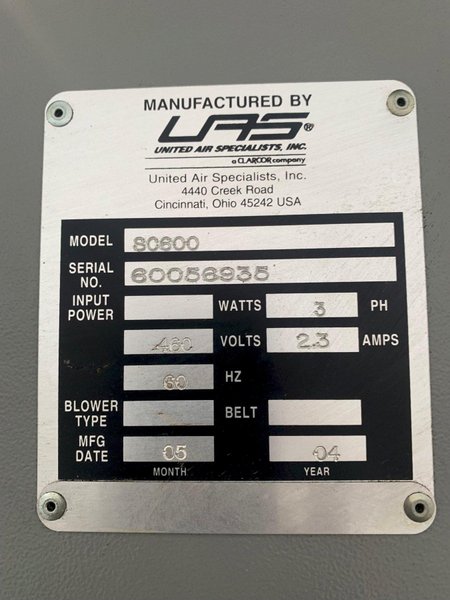 MANUFACTURED BY
UAS®
UNITED AIR SPECIALISTS, INC.
a CLARCOR company
United Air Specialists, Inc.
4440 Creek Road
Cincinnati, Ohio 45242 USA
MODEL SC600
SERIAL NO. 60056935
INPUT POWER WATTS 3 PH
460 VOLTS 2.3 AMPS
60 HZ
BLOWER TYPE BELT
MFG DATE 05 04
MONTH YEAR